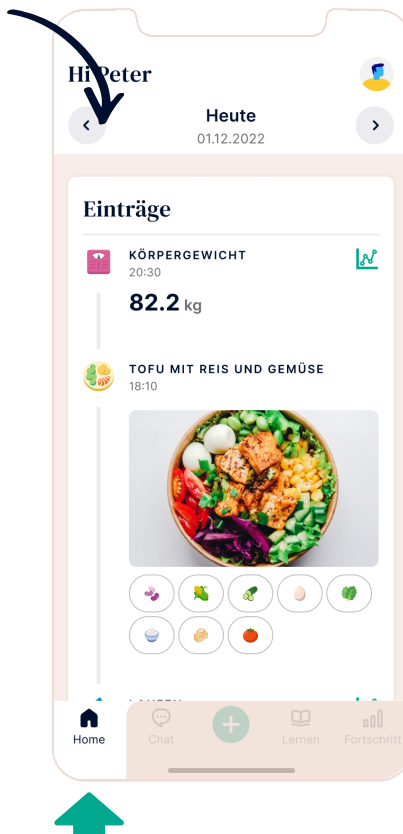 Hi Peter
Heute
01.12.2022
Einträge
KÖRPERGEWICHT
20:30
82.2 kg
TOFU MIT REIS UND GEMÜSE
18:10
Home
Chat
Lernen
Fortschritt